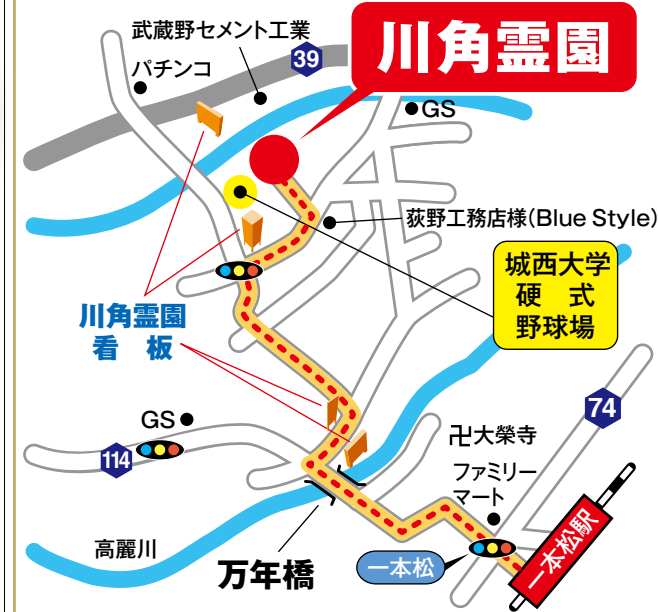 武蔵野セメント工業
39
パチンコ
川角霊園
GS
荻野工務店様(Blue Style)
城西大学
硬式
野球場
川角霊園
看板
GS
114
74
卍大榮寺
ファミリー
マート
高麗川
万年橋
一本松
一本松駅